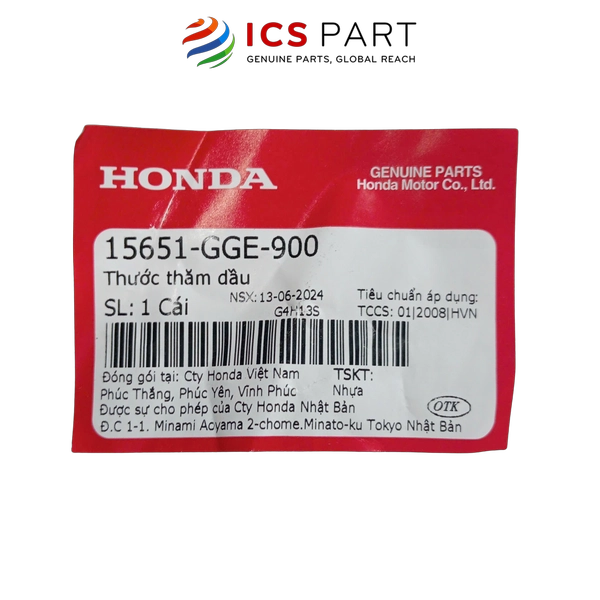 ICS PART
GENUINE PARTS, GLOBAL REACH
HONDA
GENUINE PARTS
Honda Motor Co., Ltd.
15651-GGE-900
Thước thăm dầu
SL: 1 Cái
NSX: 13-06-2024
G4H13S
Tiêu chuẩn áp dụng:
TCCS: 01|2008|HVN
Đóng gói tại: Cty Honda Việt Nam
TSKT:
Phúc Thắng, Phúc Yên, Vĩnh Phúc
Nhựa
Được sự cho phép của Cty Honda Nhật Bản
OTK
Đ.C 1-1. Minami Aoyama 2-chome.Minato-ku Tokyo Nhật Bản